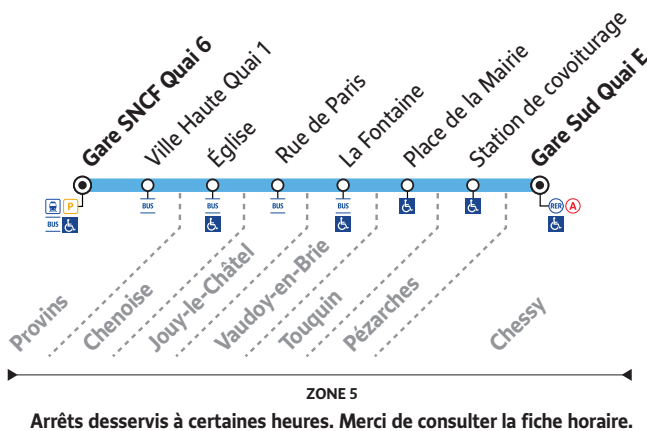 Gare SNCF Quai 6
Ville Haute Quai 1
Église
Rue de Paris
La Fontaine
Place de la Mairie
Station de covoiturage
Gare Sud Quai E
P
BUS
BUS
BUS
BUS
BUS
RER A
Provins
Chenoise
Jouy-le-Châtel
Vaudoy-en-Brie
Touquin
Pézarches
Chessy
ZONE 5
Arrêts desservis à certaines heures. Merci de consulter la fiche horaire.